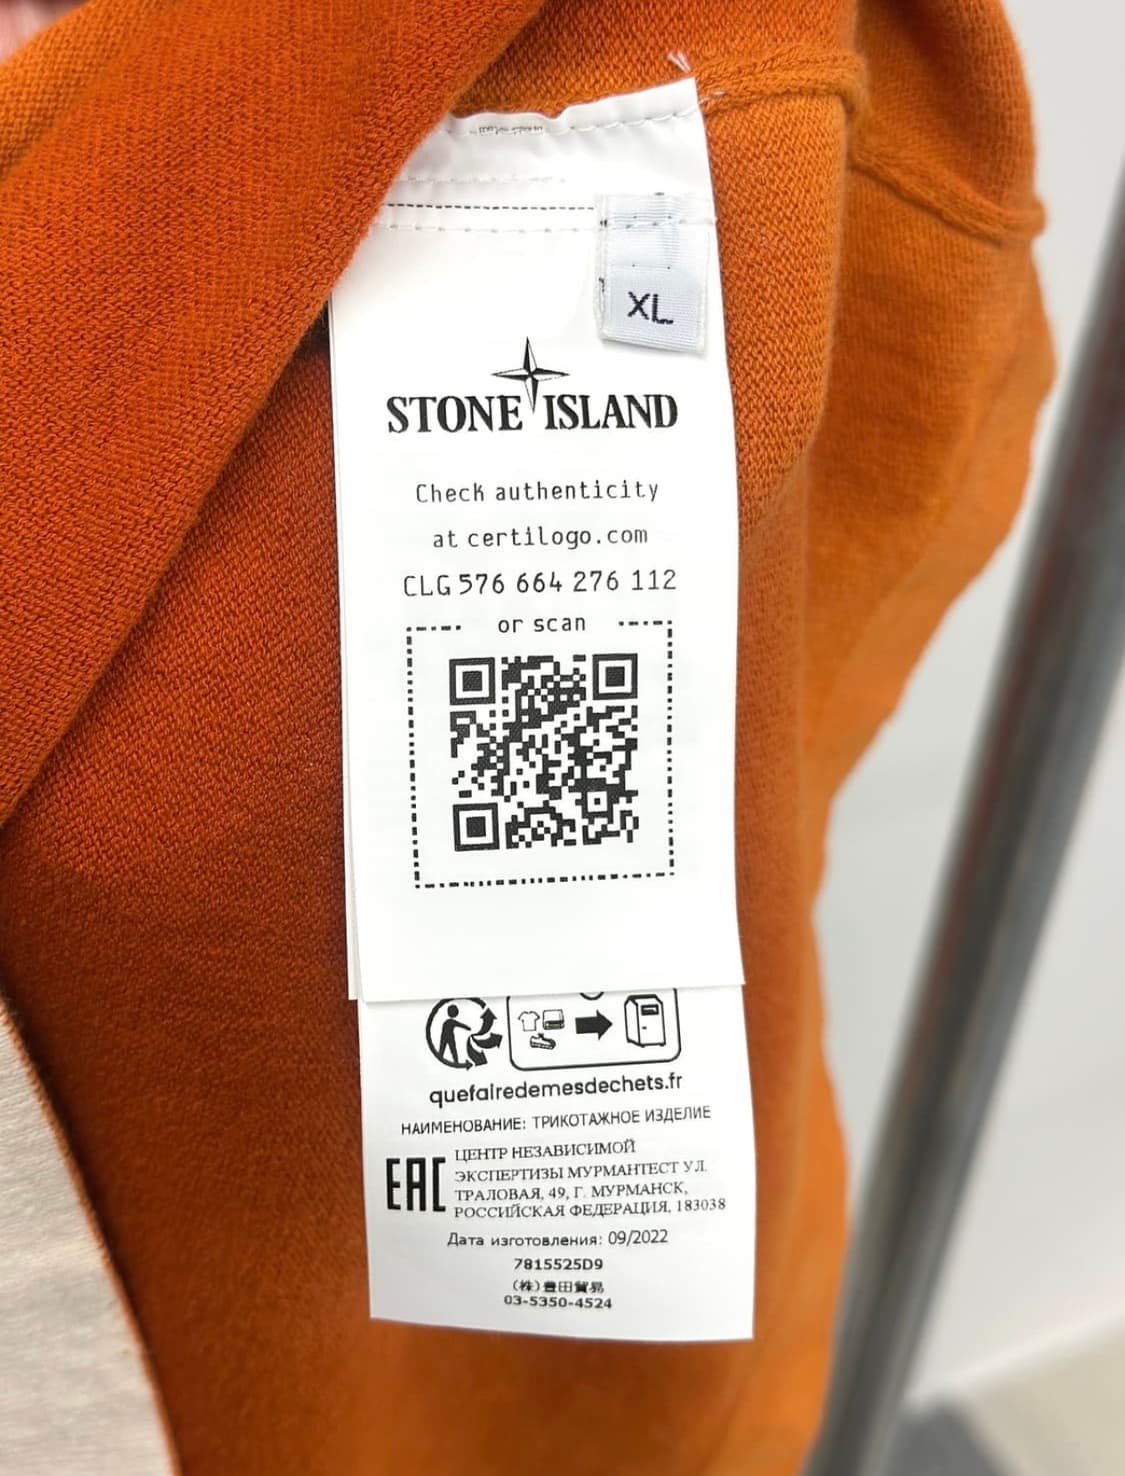 XL
STONE ISLAND
Check authenticity
at certilogo.com
CLG 576 664 276 112
or scan
quefairedemesdechets.fr
НАИМЕНОВАНИЕ: ТРИКОТАЖНОЕ ИЗДЕЛИЕ
EAC
ЦЕНТР НЕЗАВИСИМОЙ
ЭКСПЕРТИЗЫ МУРМАНТЕСТ УЛ.
ТРАЛОВАЯ, 49, Г. МУРМАНСК,
РОССИЙСКАЯ ФЕДЕРАЦИЯ, 183038
Дата изготовления: 09/2022
7815525D9
(株)豊田貿易
03-5350-4524